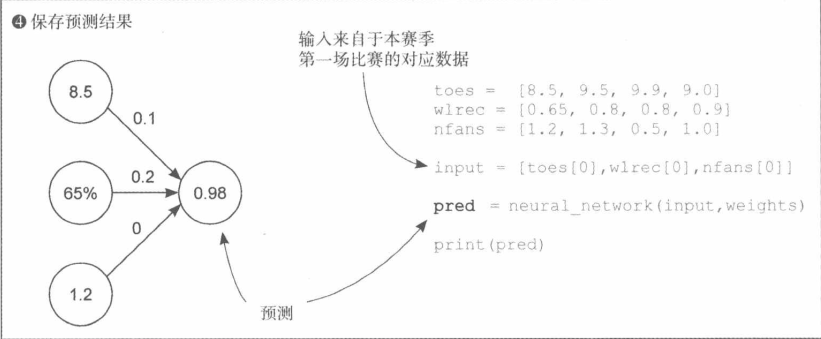 ❹ 保存预测结果
输入来自于本赛季
第一场比赛的对应数据
8.5
0.1
65%
0.2
0.98
0
1.2
预测
toes = [8.5, 9.5, 9.9, 9.0]
wlrec = [0.65, 0.8, 0.8, 0.9]
nfans = [1.2, 1.3, 0.5, 1.0]
input = [toes[0],wlrec[0],nfans[0]]
pred = neural_network(input,weights)
print(pred)